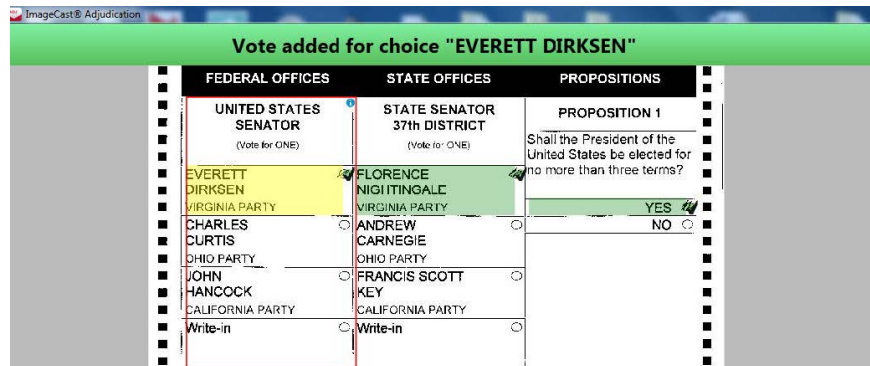 ImageCast® Adjudication
Vote added for choice "EVERETT DIRKSEN"
FEDERAL OFFICES
STATE OFFICES
PROPOSITIONS
UNITED STATES
SENATOR
(Vote for ONE)
EVERETT
DIRKSEN
VIRGINIA PARTY
CHARLES
CURTIS
OHIO PARTY
JOHN
HANCOCK
CALIFORNIA PARTY
Write-in
STATE SENATOR
37th DISTRICT
(Vote for ONE)
FLORENCE
NIGHTINGALE
VIRGINIA PARTY
ANDREW
CARNEGIE
OHIO PARTY
FRANCIS SCOTT
KEY
CALIFORNIA PARTY
Write-in
PROPOSITION 1
Shall the President of the
United States be elected for
no more than three terms?
YES
NO